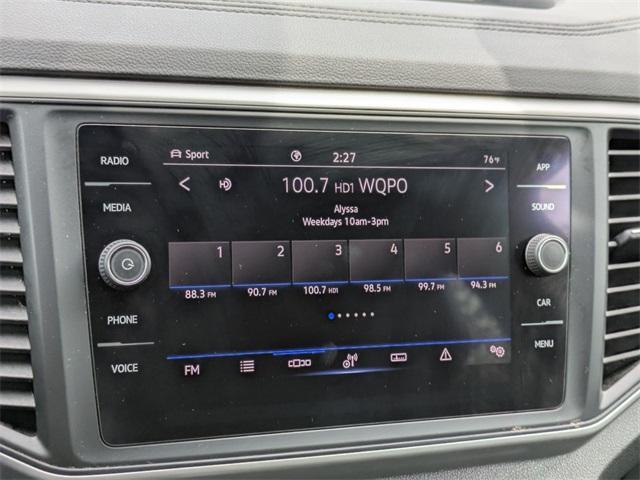 RADIO
MEDIA
PHONE
VOICE
Sport 2:27 76°F
100.7 HD1 WQPO
Alyssa
Weekdays 10am-3pm
1 2 3 4 5 6
88.3 FM 90.7 FM 100.7 HD1 98.5 FM 99.7 FM 94.3 FM
FM
APP
SOUND
CAR
MENU